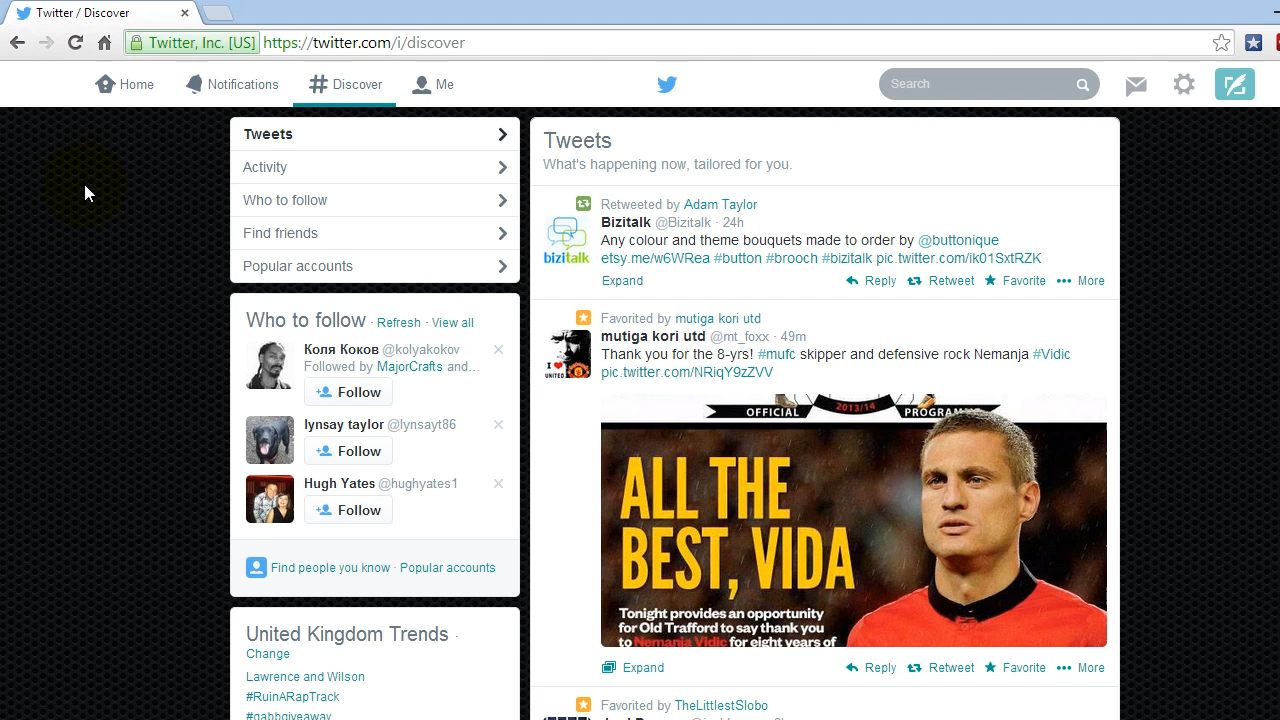 Twitter / Discover
Twitter, Inc. [US] https://twitter.com/i/discover
Home Notifications Discover Me Search
Tweets
Activity
Who to follow
Find friends
Popular accounts
Who to follow · Refresh · View all
Коля Коков @kolyakokov
Followed by MajorCrafts and...
Follow
lynsay taylor @lynsayt86
Follow
Hugh Yates @hughyates1
Follow
Find people you know · Popular accounts
United Kingdom Trends ·
Change
Lawrence and Wilson
#RuinARapTrack
#gabbgiveaway
Tweets
What's happening now, tailored for you.
Retweeted by Adam Taylor
Bizitalk @Bizitalk · 24h
Any colour and theme bouquets made to order by @buttonique
etsy.me/w6WRea #button #brooch #bizitalk pic.twitter.com/ik01SxtRZK
bizitalk
Expand Reply Retweet Favorite More
Favorited by mutiga kori utd
mutiga kori utd @mt_foxx · 49m
Thank you for the 8-yrs! #mufc skipper and defensive rock Nemanja #Vidic
pic.twitter.com/NRiqY9zZVV
I
UNITED
OFFICIAL 2013/14 PROGRAMME
ALL THE
BEST, VIDA
Tonight provides an opportunity
for Old Trafford to say thank you
to Nemanja Vidic for eight years of
Expand Reply Retweet Favorite More
Favorited by TheLittlestSlobo